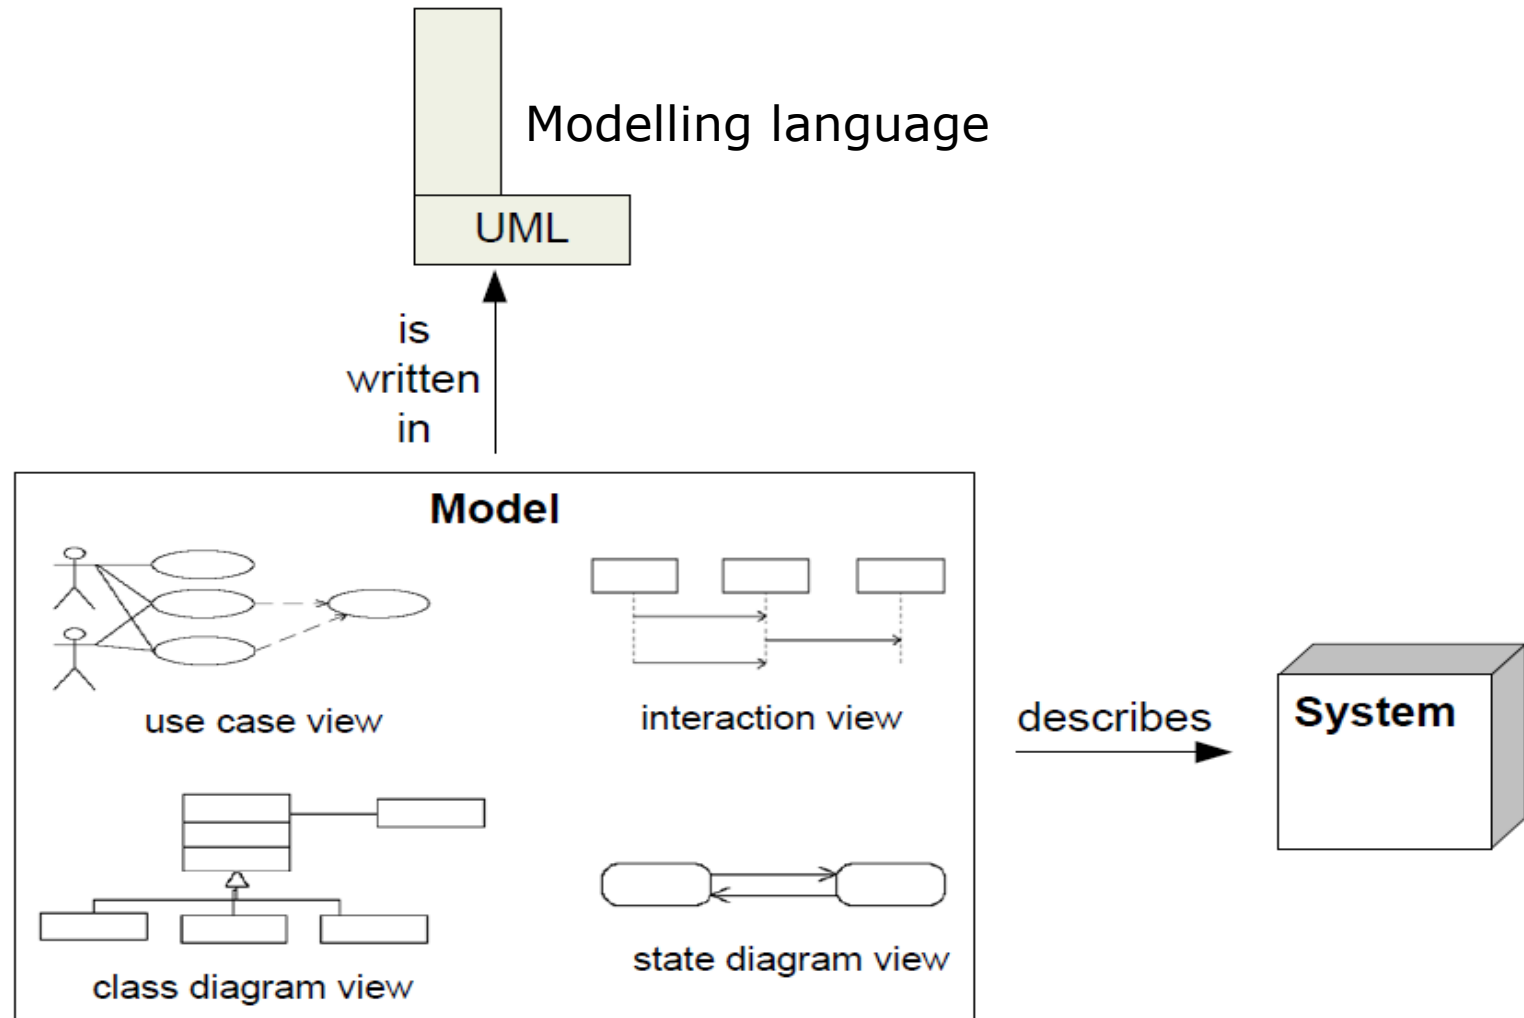 Modelling language
UML
is
written
in
Model
use case view
interaction view
describes
System
class diagram view
state diagram view